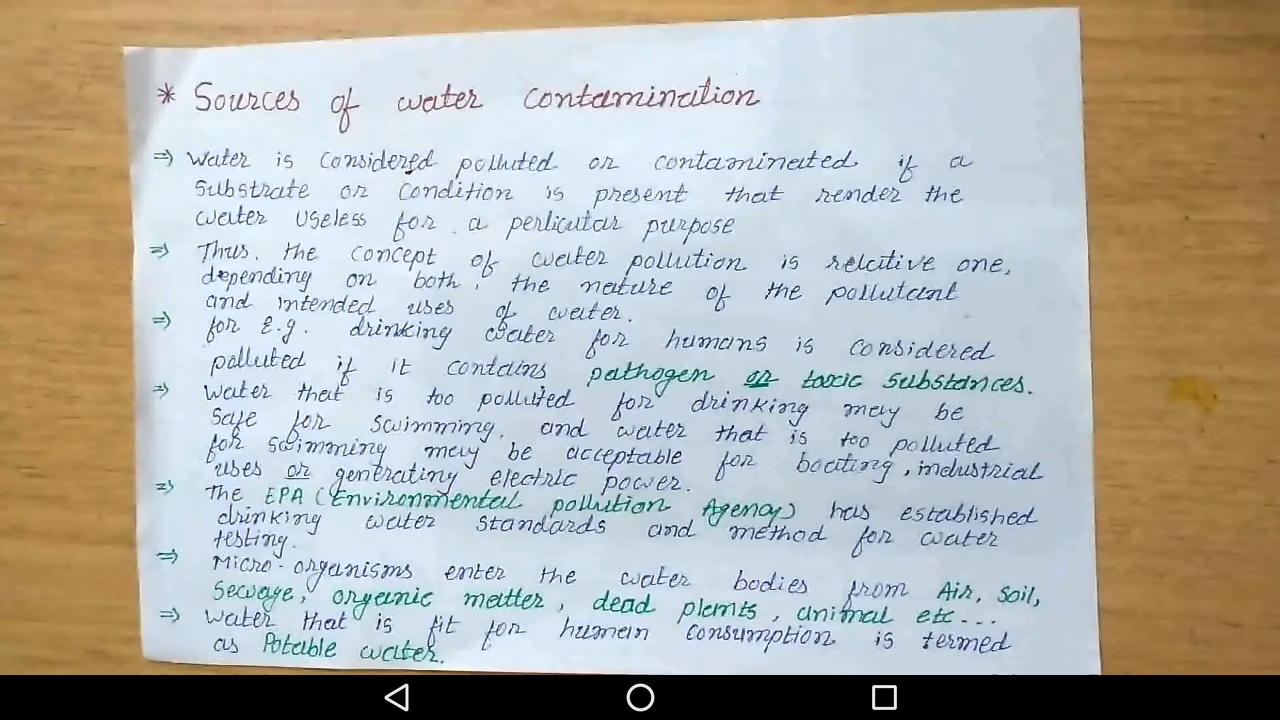 * Sources of water contamination
⇒ Water is considered polluted or contaminated if a
substrate or condition is present that render the
water useless for a perticular purpose
⇒ Thus, the concept of water pollution is relative one,
depending on both, the nature of the pollutant
and intended uses of water.
⇒ for E.g. drinking water for humans is considered
polluted if it contains pathogen or toxic substances.
⇒ Water that is too polluted for drinking may be
safe for swimming, and water that is too polluted
for swimming may be acceptable for boating, industrial
uses or generating electric power.
⇒ The EPA (Environmental pollution Agency) has established
drinking water standards and method for water
testing.
⇒ Micro-organisms enter the water bodies from Air, Soil,
Sewage, organic matter, dead plants, animal etc...
⇒ Water that is fit for human consumption is termed
as Potable water.